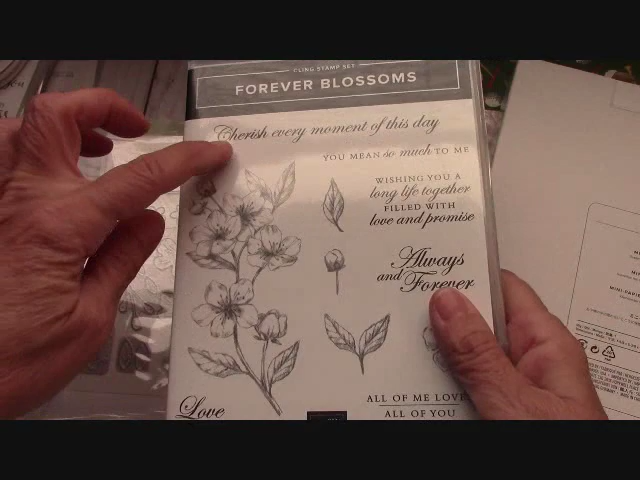 CLING STAMP SET
FOREVER BLOSSOMS
Cherish every moment of this day
YOU MEAN so much TO ME
WISHING YOU A
long life together
FILLED WITH
love and promise
Always
and Forever
Love
ALL OF ME LOVE
ALL OF YOU